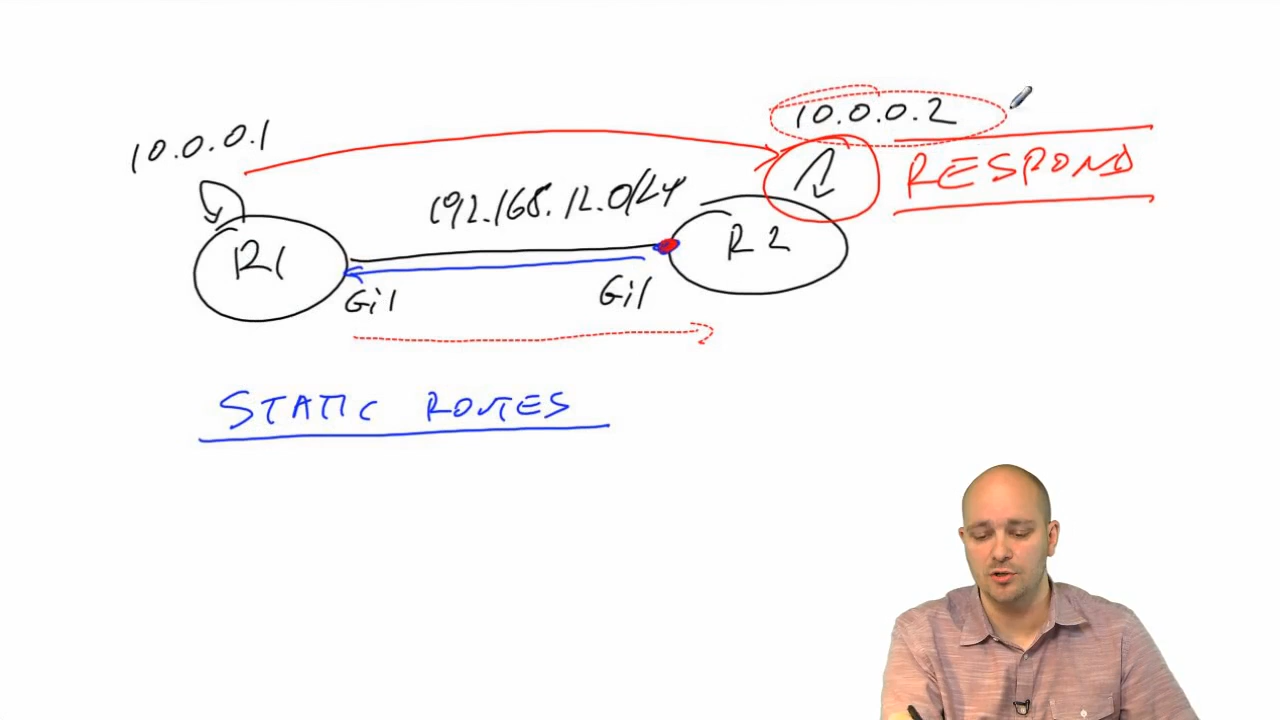 10.0.0.2
10.0.0.1
RESPOND
192.168.12.0/24
R1
R2
Gi1
Gi1
STATIC ROUTES